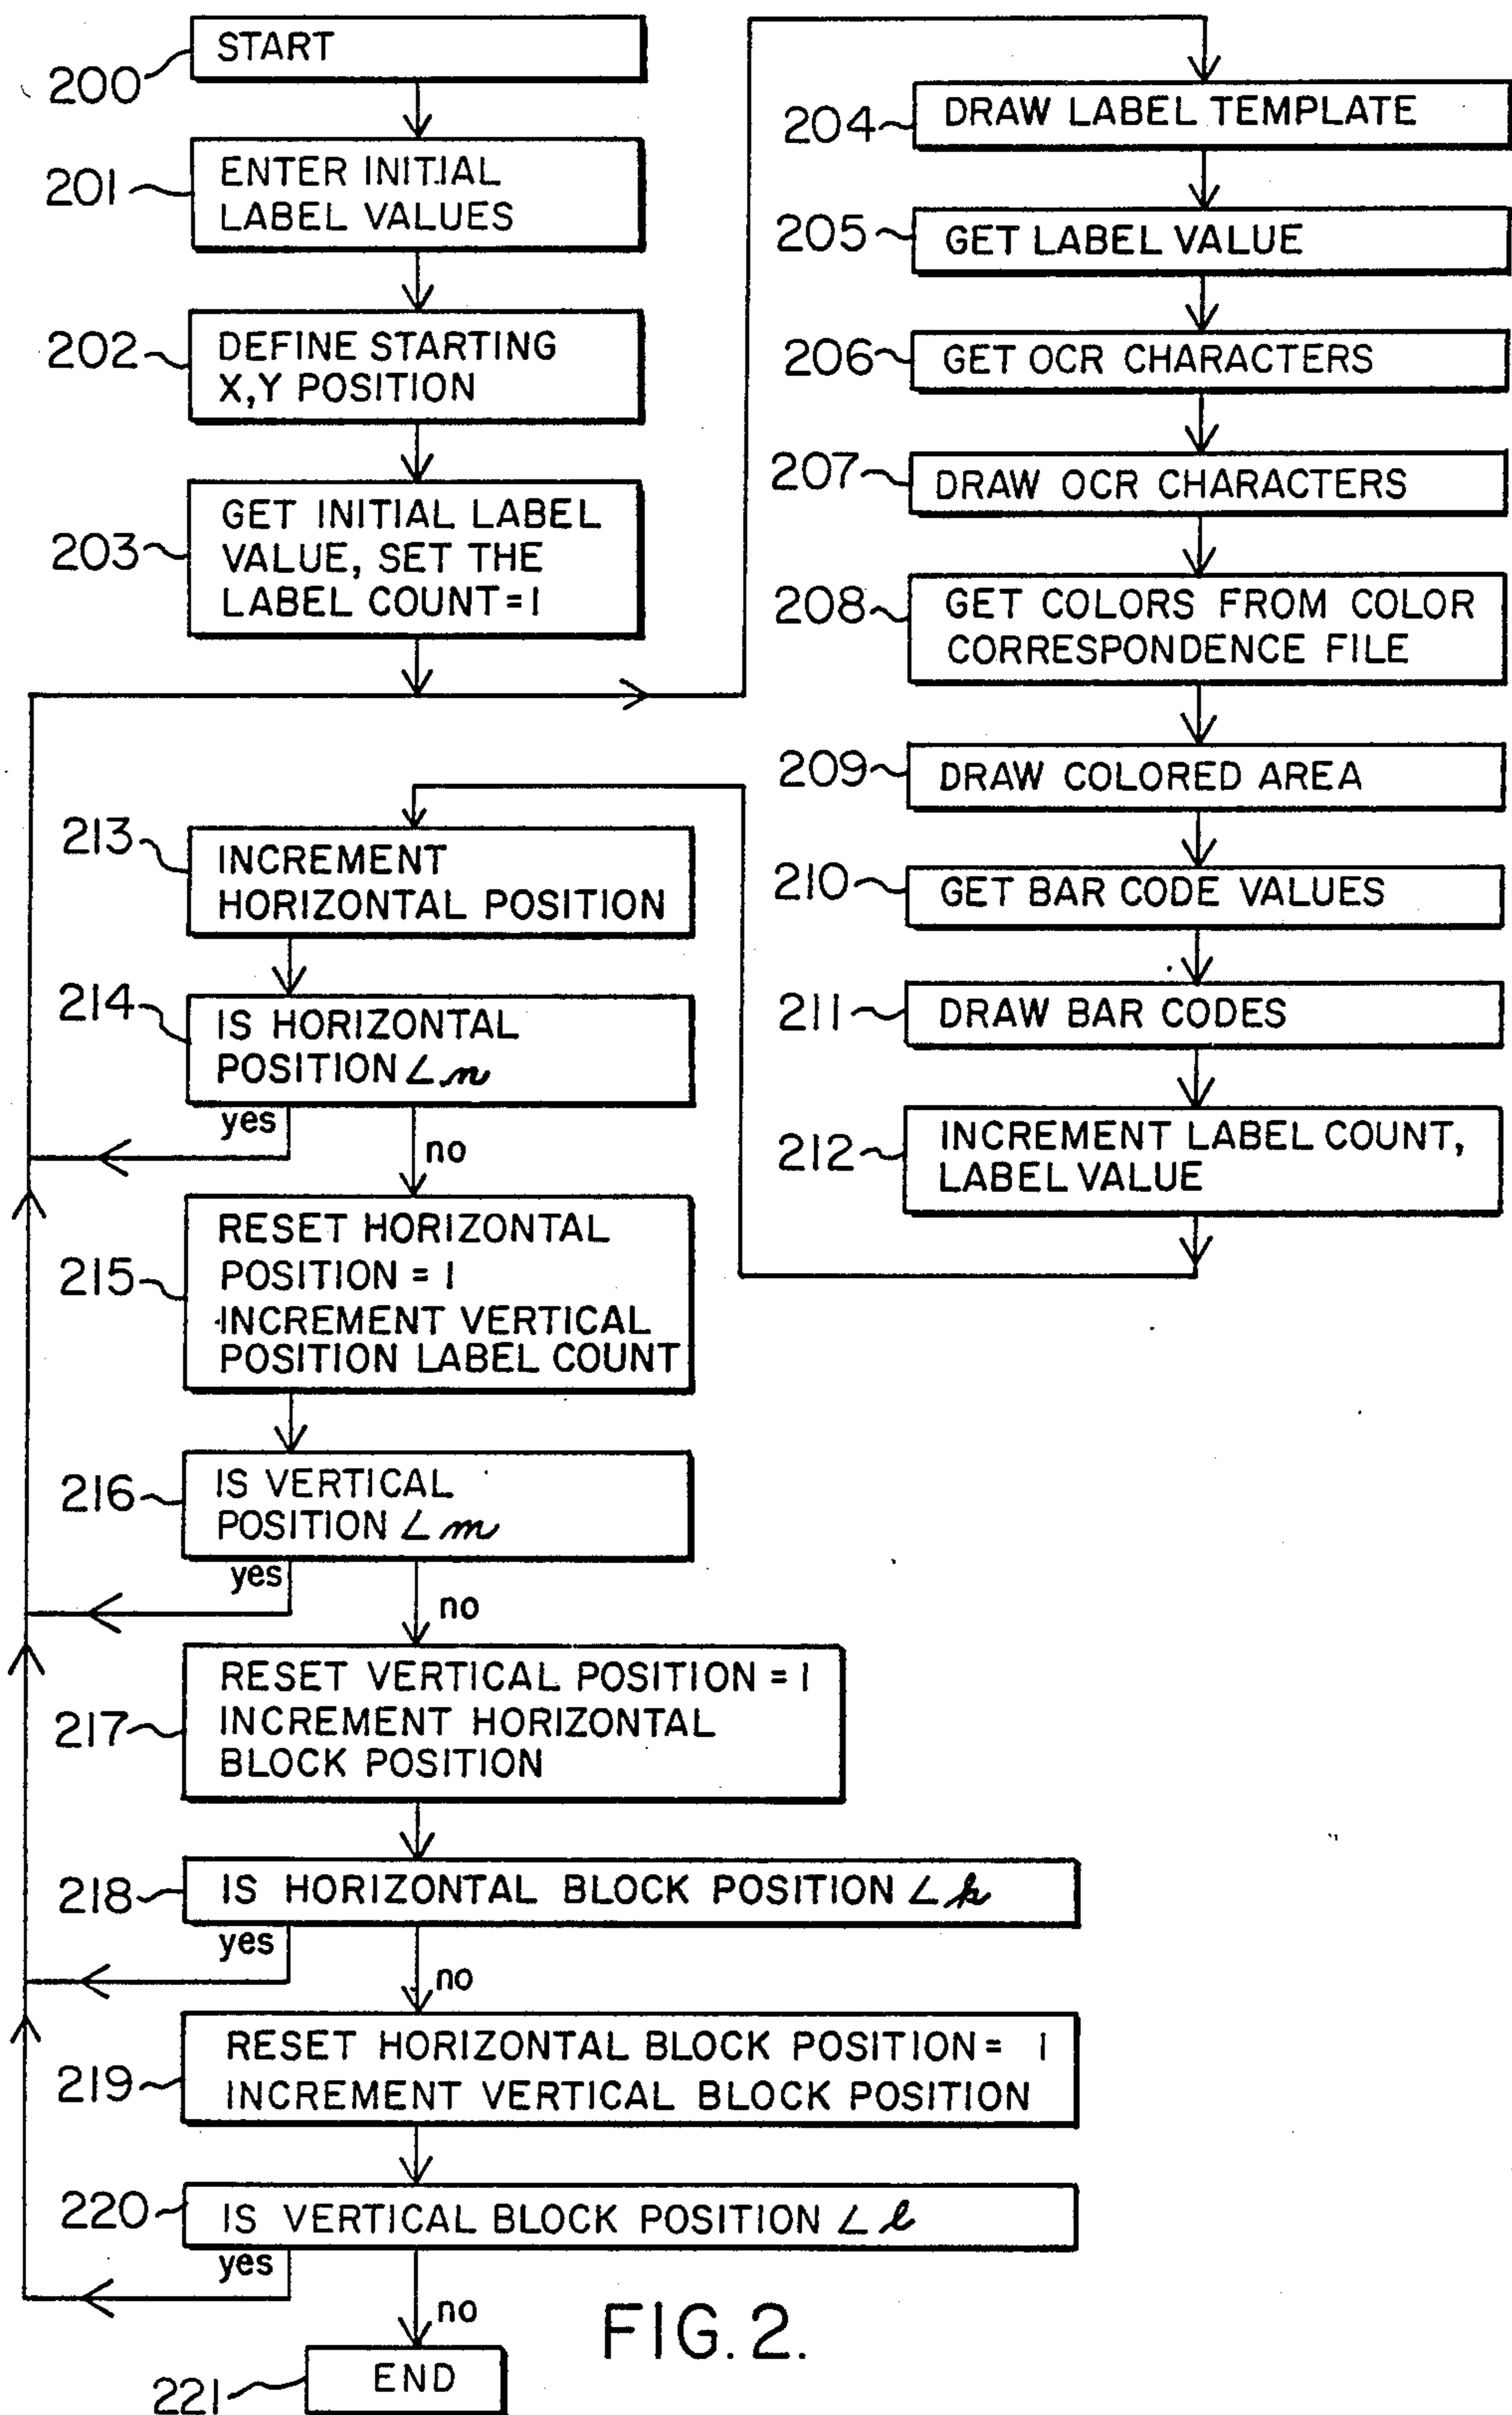 200
START
201
ENTER INITIAL
LABEL VALUES
202
DEFINE STARTING
X,Y POSITION
203
GET INITIAL LABEL
VALUE, SET THE
LABEL COUNT = 1
204
DRAW LABEL TEMPLATE
205
GET LABEL VALUE
206
GET OCR CHARACTERS
207
DRAW OCR CHARACTERS
208
GET COLORS FROM COLOR
CORRESPONDENCE FILE
209
DRAW COLORED AREA
210
GET BAR CODE VALUES
211
DRAW BAR CODES
212
INCREMENT LABEL COUNT,
LABEL VALUE
213
INCREMENT
HORIZONTAL POSITION
214
IS HORIZONTAL
POSITION ∠ n
yes
no
215
RESET HORIZONTAL
POSITION = 1
INCREMENT VERTICAL
POSITION LABEL COUNT
216
IS VERTICAL
POSITION ∠ m
yes
no
217
RESET VERTICAL POSITION = 1
INCREMENT HORIZONTAL
BLOCK POSITION
218
IS HORIZONTAL BLOCK POSITION ∠ k
yes
no
219
RESET HORIZONTAL BLOCK POSITION = 1
INCREMENT VERTICAL BLOCK POSITION
220
IS VERTICAL BLOCK POSITION ∠ l
yes
no
221
END
FIG. 2.